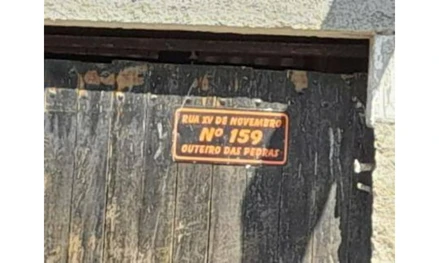 RUA XV DE NOVEMBRO
Nº 159
OUTEIRO DAS PEDRAS